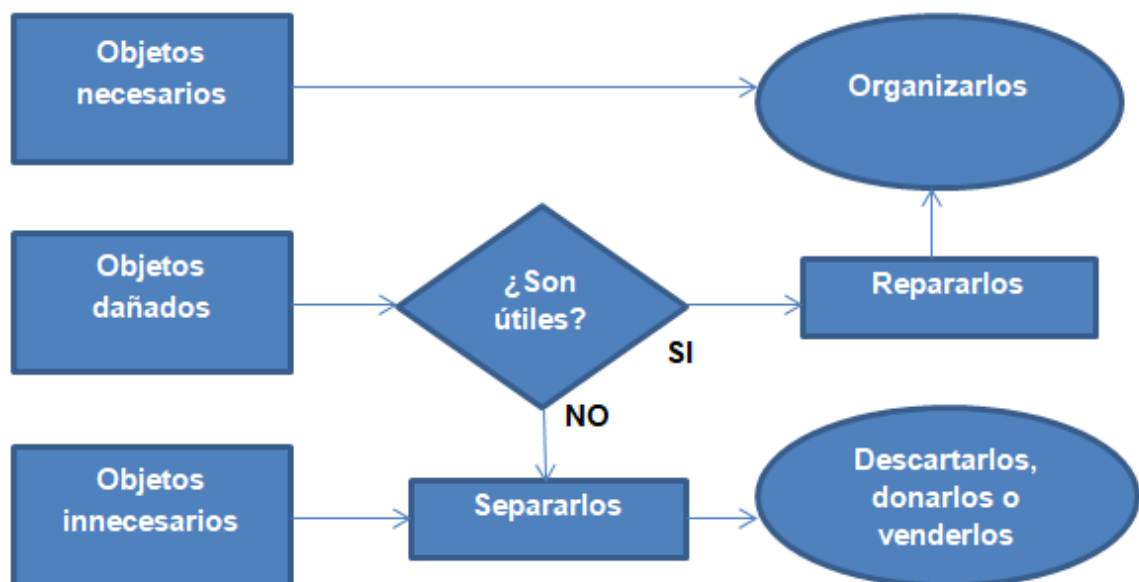 Objetos
necesarios
Organizarlos
Objetos
dañados
¿Son
útiles?
SI
Repararlos
NO
Objetos
innecesarios
Separarlos
Descartarlos,
donarlos o
venderlos